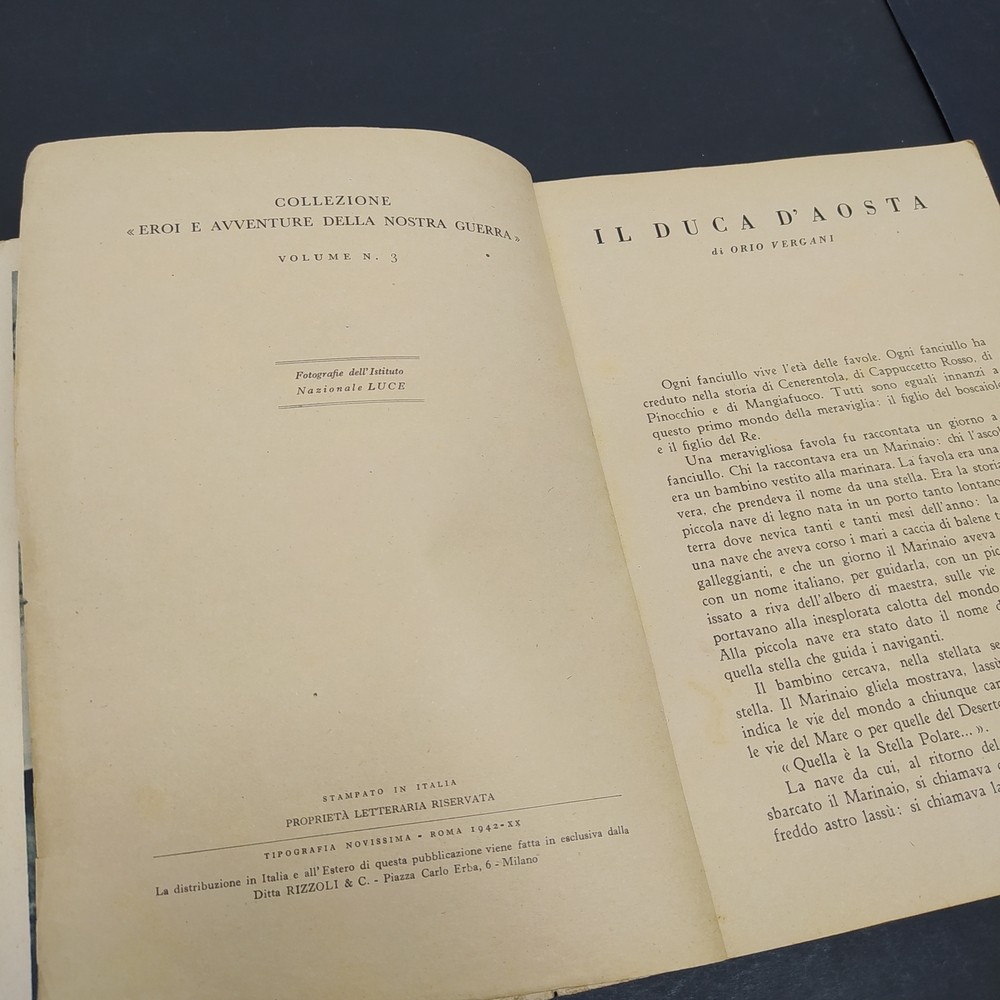 COLLEZIONE
« EROI E AVVENTURE DELLA NOSTRA GUERRA »
VOLUME N. 3
Fotografie dell'Istituto
Nazionale LUCE
STAMPATO IN ITALIA
PROPRIETÀ LETTERARIA RISERVATA
TIPOGRAFIA NOVISSIMA - ROMA 1942-XX
La distribuzione in Italia e all'Estero di questa pubblicazione viene fatta in esclusiva dalla
Ditta RIZZOLI & C. - Piazza Carlo Erba, 6 - Milano
IL DUCA D'AOSTA
di ORIO VERGANI
Ogni fanciullo vive l'età delle favole. Ogni fanciullo ha
creduto nella storia di Cenerentola, di Cappuccetto Rosso, di
Pinocchio e di Mangiafuoco. Tutti sono eguali innanzi a
questo primo mondo della meraviglia: il figlio del boscaiolo
e il figlio del Re.
Una meravigliosa favola fu raccontata un giorno a
fanciullo. Chi la raccontava era un Marinaio: chi l'ascol
era un bambino vestito alla marinara. La favola era una
vera, che prendeva il nome da una stella. Era la storia
piccola nave di legno nata in un porto tanto lontano
terra dove nevica tanti e tanti mesi dell'anno: la
una nave che aveva corso i mari a caccia di balene
galleggianti, e che un giorno il Marinaio aveva
con un nome italiano, per guidarla, con un pic
issato a riva dell'albero di maestra, sulle vie
portavano alla inesplorata calotta del mondo
Alla piccola nave era stato dato il nome
quella stella che guida i naviganti.
Il bambino cercava, nella stellata se
stella. Il Marinaio gliela mostrava, lassù
indica le vie del mondo a chiunque cam
le vie del Mare o per quelle del Deserto
« Quella è la Stella Polare... ».
La nave da cui, al ritorno del
sbarcato il Marinaio, si chiamava
freddo astro lassù: si chiamava la